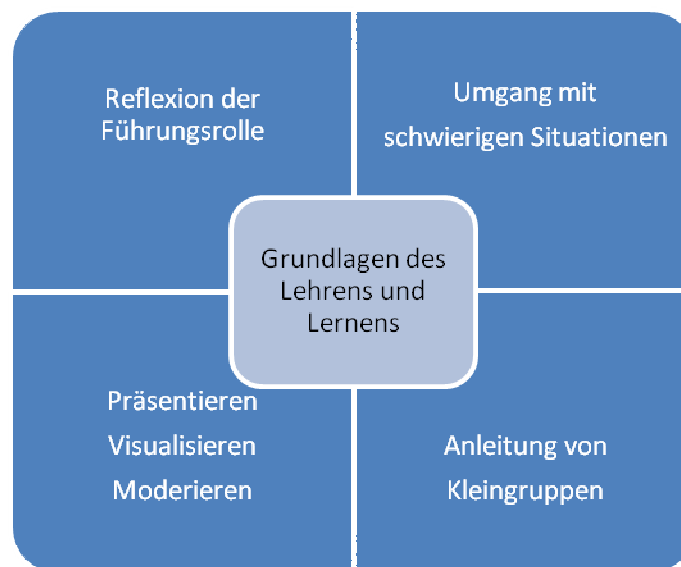 Reflexion der
Führungsrolle
Umgang mit
schwierigen Situationen
Grundlagen des
Lehrens und
Lernens
Präsentieren
Visualisieren
Moderieren
Anleitung von
Kleingruppen